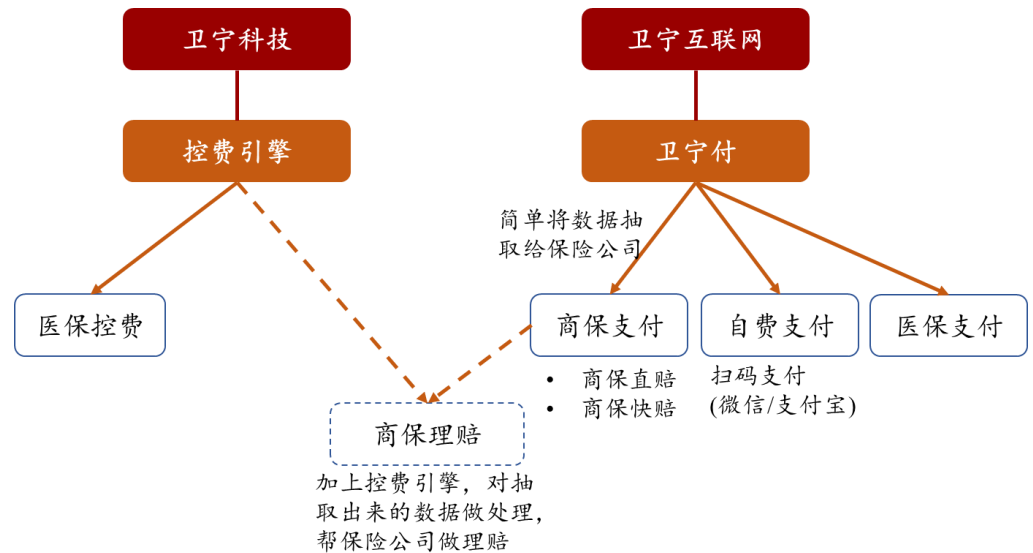 卫宁科技
卫宁互联网
控费引擎
卫宁付
简单将数据抽
取给保险公司
医保控费
商保支付
自费支付
医保支付
• 商保直赔
• 商保快赔
扫码支付
(微信/支付宝)
商保理赔
加上控费引擎，对抽
取出来的数据做处理，
帮保险公司做理赔